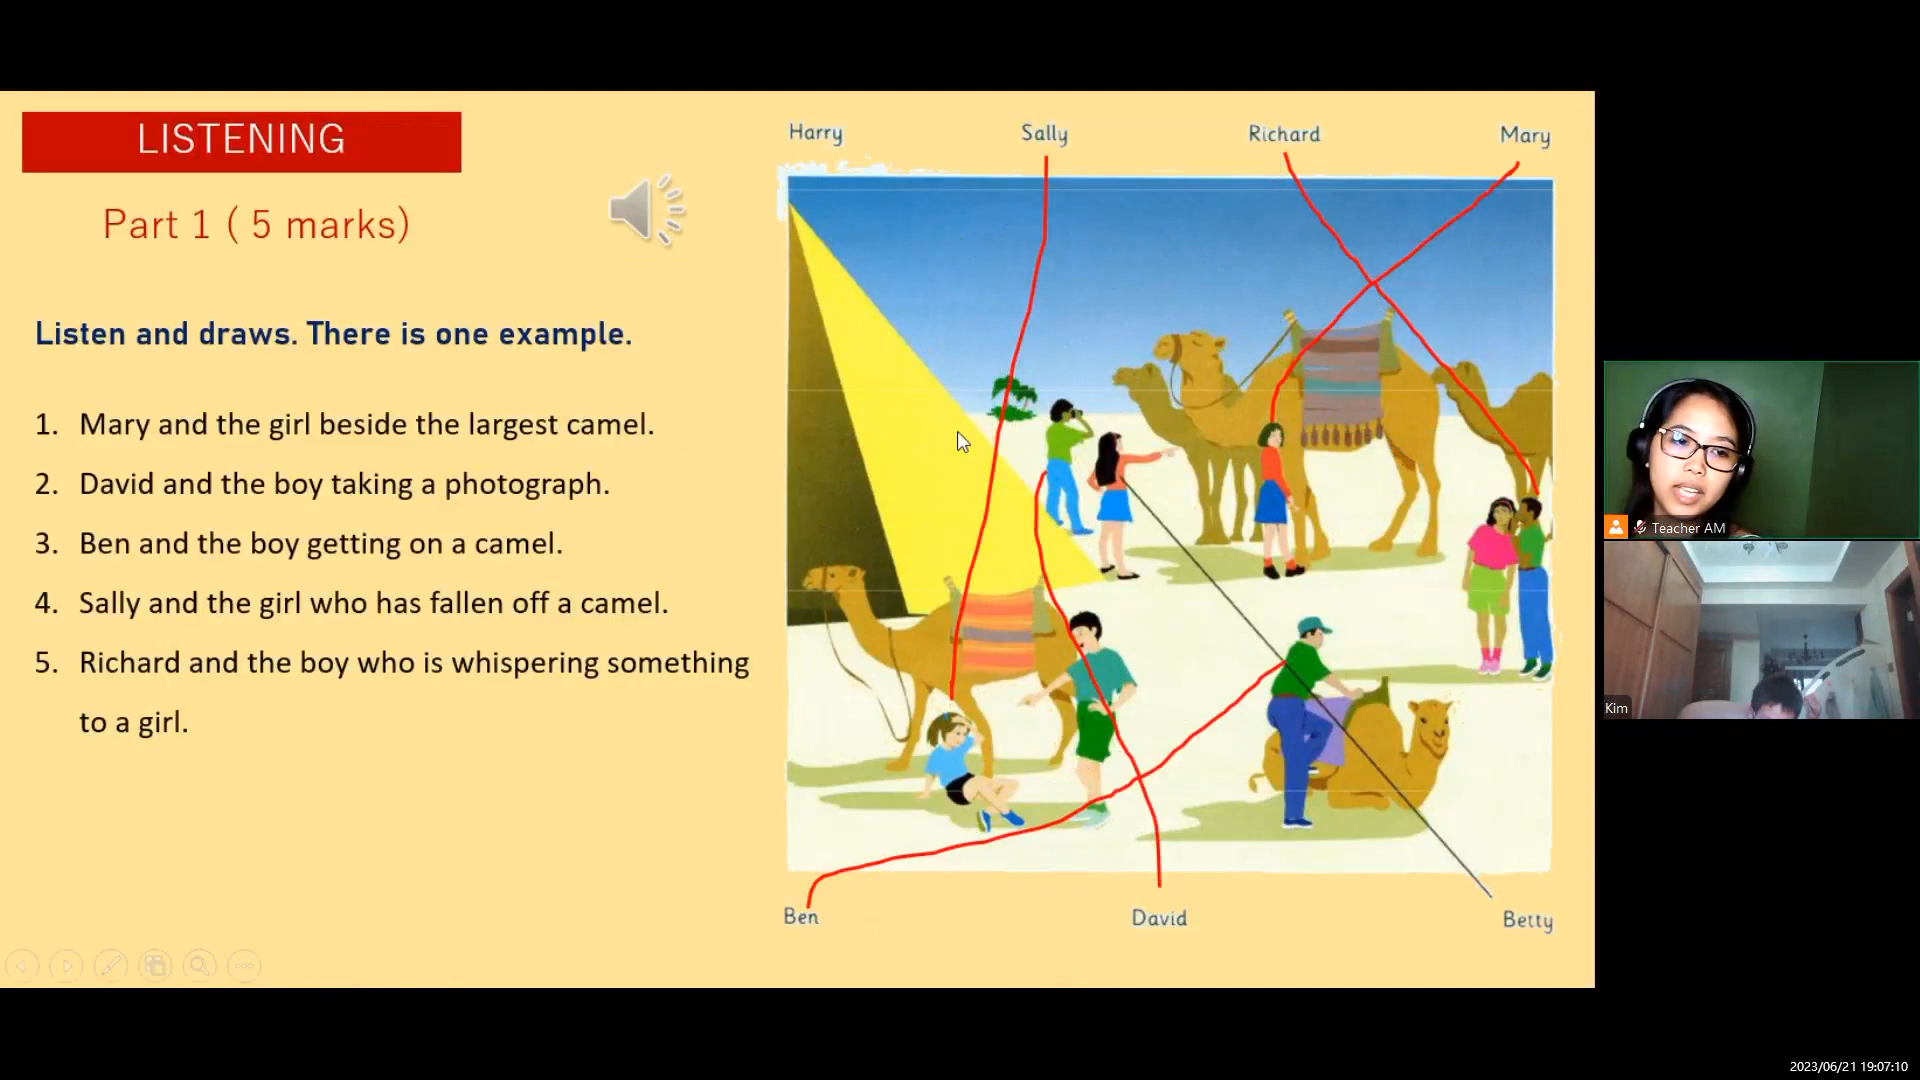 LISTENING
Part 1 ( 5 marks)
Listen and draws. There is one example.
1. Mary and the girl beside the largest camel.
2. David and the boy taking a photograph.
3. Ben and the boy getting on a camel.
4. Sally and the girl who has fallen off a camel.
5. Richard and the boy who is whispering something
to a girl.
Harry Sally Richard Mary
Ben David Betty
Teacher AM
Kim
2023/06/21 19:07:10